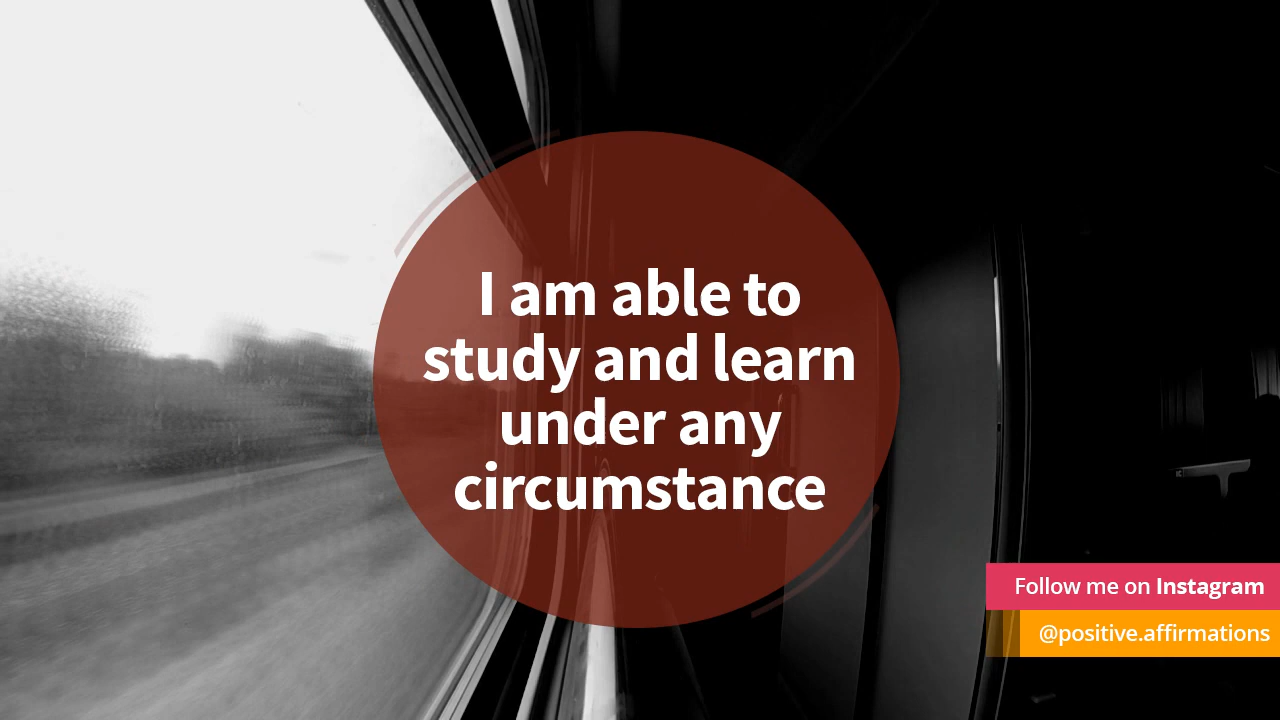 I am able to
study and learn
under any
circumstance
Follow me on Instagram
@positive.affirmations